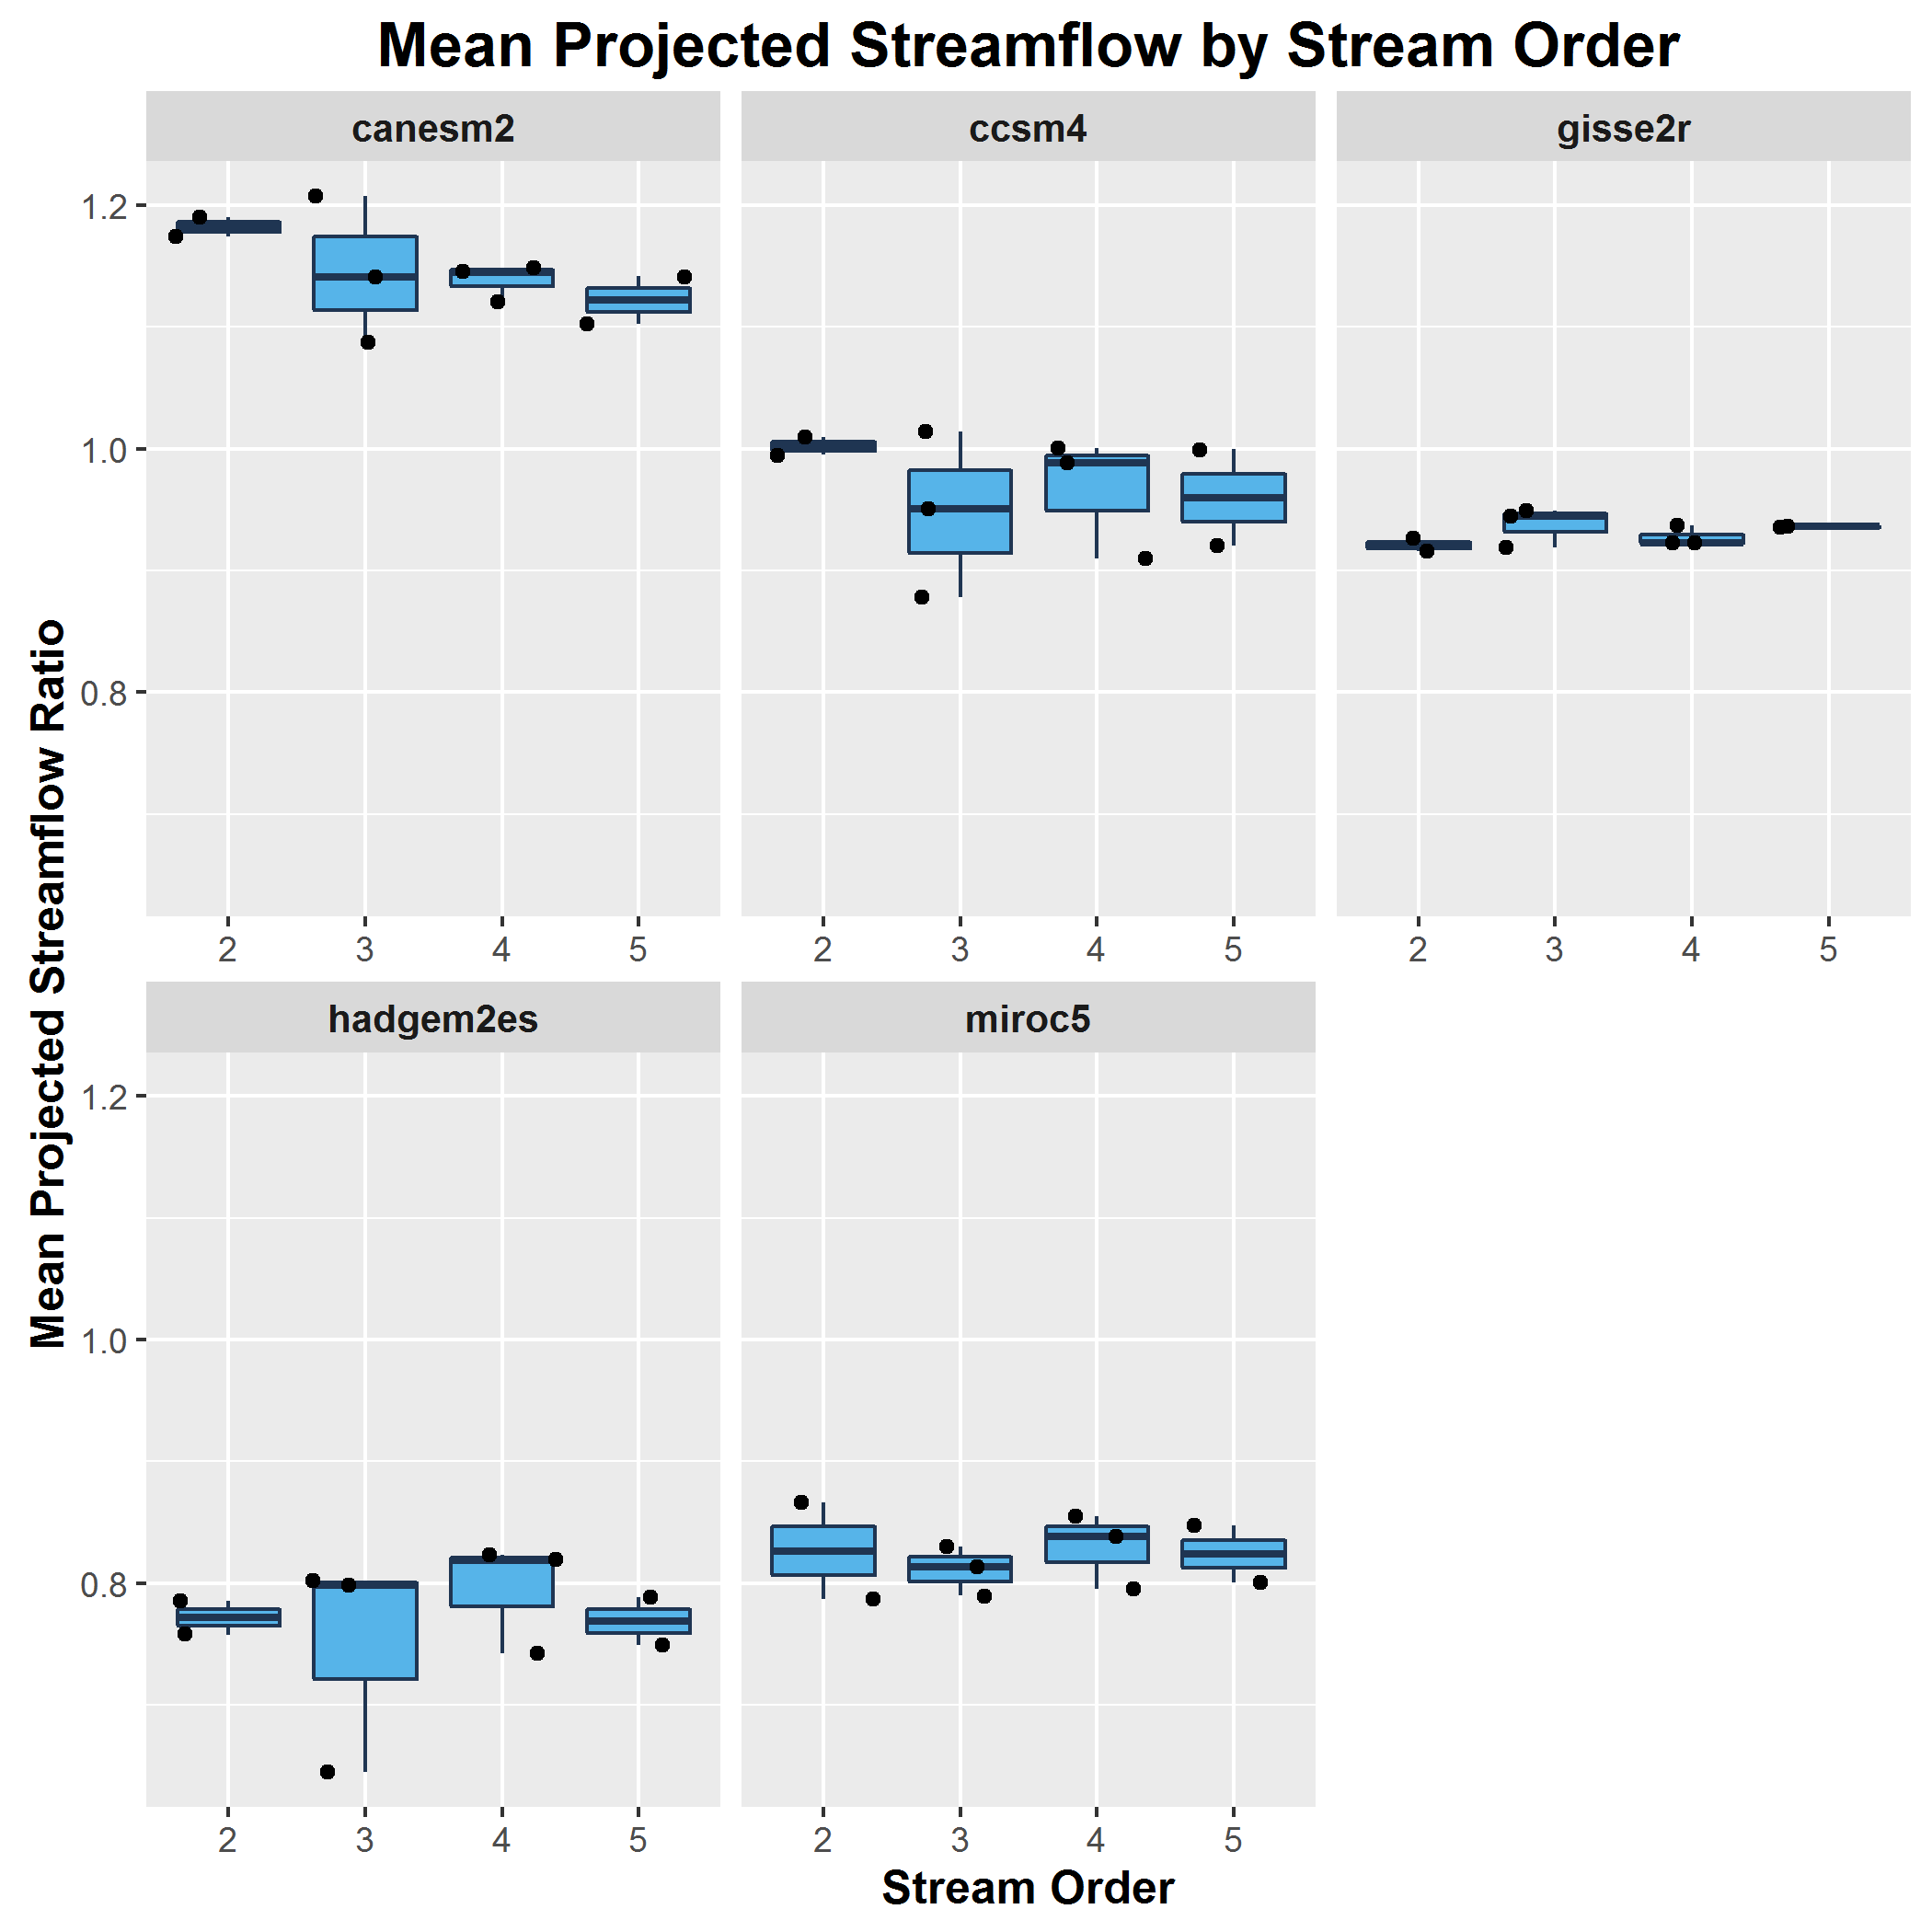 Mean Projected Streamflow by Stream Order
canesm2 ccsm4 gisse2r
1.2
1.0
0.8
2 3 4 5 2 3 4 5 2 3 4 5
Mean Projected Streamflow Ratio
hadgem2es miroc5
1.2
1.0
0.8
2 3 4 5 2 3 4 5
Stream Order